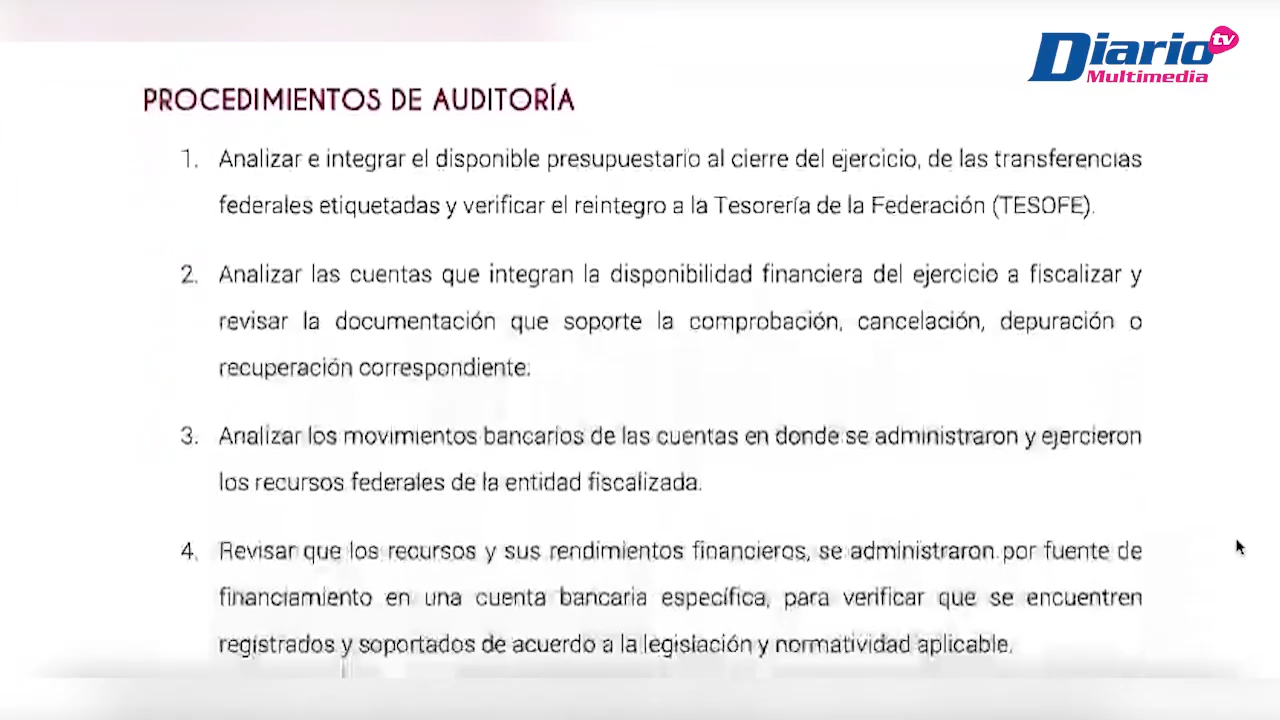 Diario tv
Multimedia
PROCEDIMIENTOS DE AUDITORÍA
1. Analizar e integrar el disponible presupuestario al cierre del ejercicio, de las transferencias
federales etiquetadas y verificar el reintegro a la Tesorería de la Federación (TESOFE).
2. Analizar las cuentas que integran la disponibilidad financiera del ejercicio a fiscalizar y
revisar la documentación que soporte la comprobación, cancelación, depuración o
recuperación correspondiente.
3. Analizar los movimientos bancarios de las cuentas en donde se administraron y ejercieron
los recursos federales de la entidad fiscalizada.
4. Revisar que los recursos y sus rendimientos financieros, se administraron por fuente de
financiamiento en una cuenta bancaria específica, para verificar que se encuentren
registrados y soportados de acuerdo a la legislación y normatividad aplicable.